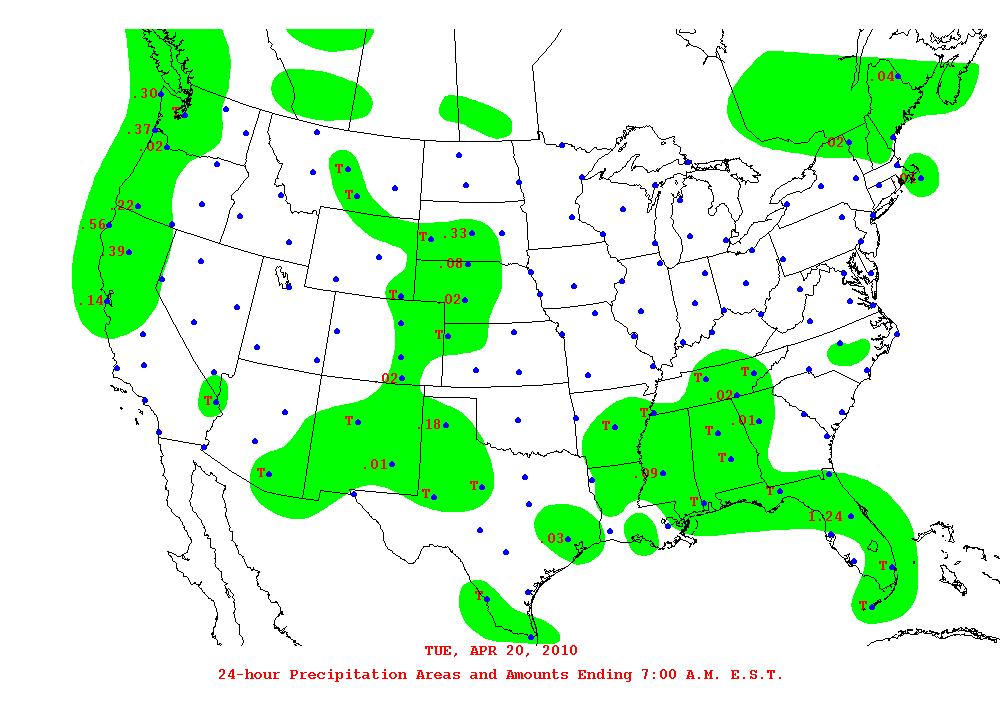 .04
.30
T
.37
.02
.02
T
T
.22
.56
T
.33
.39
.08
T
.14
.02
T
.02
T
T
T
.02
T
T
.01
.18
T
T
T
.01
T
.09
T
T
T
T
1.24
.03
T
T
T
TUE, APR 20, 2010
24-hour Precipitation Areas and Amounts Ending 7:00 A.M. E.S.T.